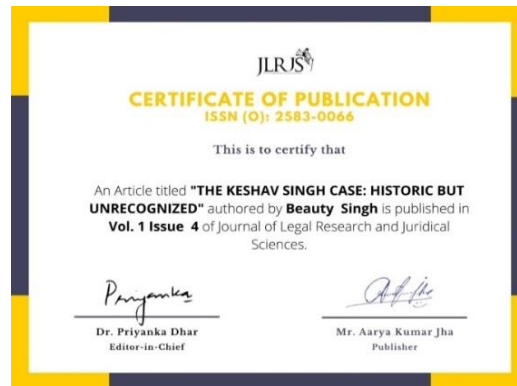 JLRJS
CERTIFICATE OF PUBLICATION
ISSN (O): 2583-0066
This is to certify that
An Article titled "THE KESHAV SINGH CASE: HISTORIC BUT
UNRECOGNIZED" authored by Beauty Singh is published in
Vol. 1 Issue 4 of Journal of Legal Research and Juridical
Sciences.
Priyanka
Dr. Priyanka Dhar
Editor-in-Chief
Mr. Aarya Kumar Jha
Publisher